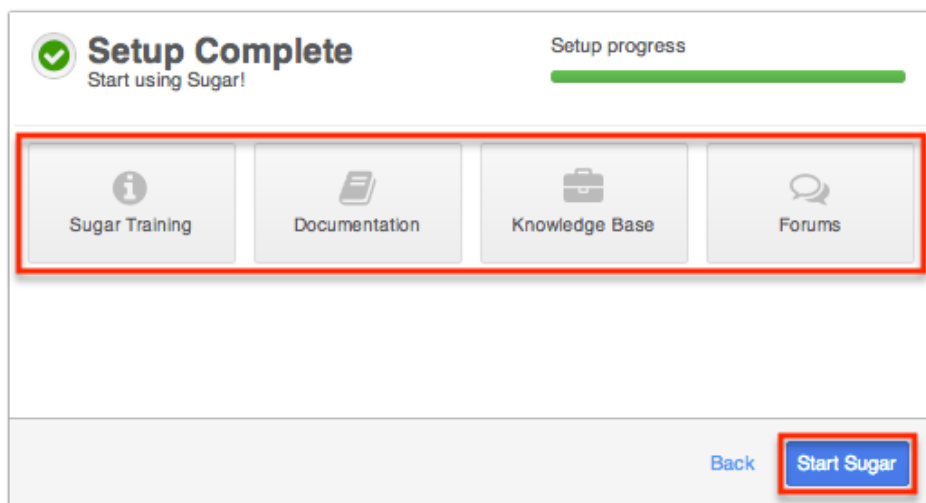 Setup Complete
Start using Sugar!
Setup progress
Sugar Training
Documentation
Knowledge Base
Forums
Back
Start Sugar